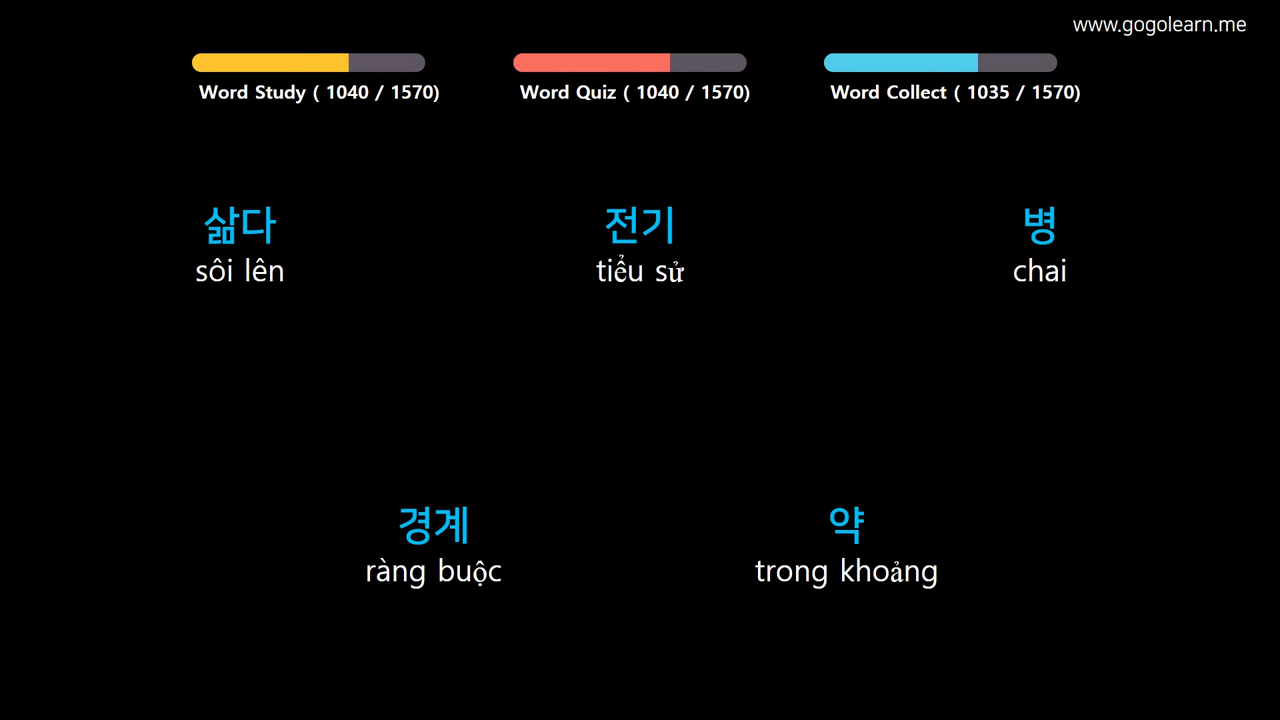 www.gogolearn.me
Word Study ( 1040 / 1570)
Word Quiz ( 1040 / 1570)
Word Collect ( 1035 / 1570)
삶다
sôi lên
전기
tiểu sử
병
chai
경계
ràng buộc
약
trong khoảng